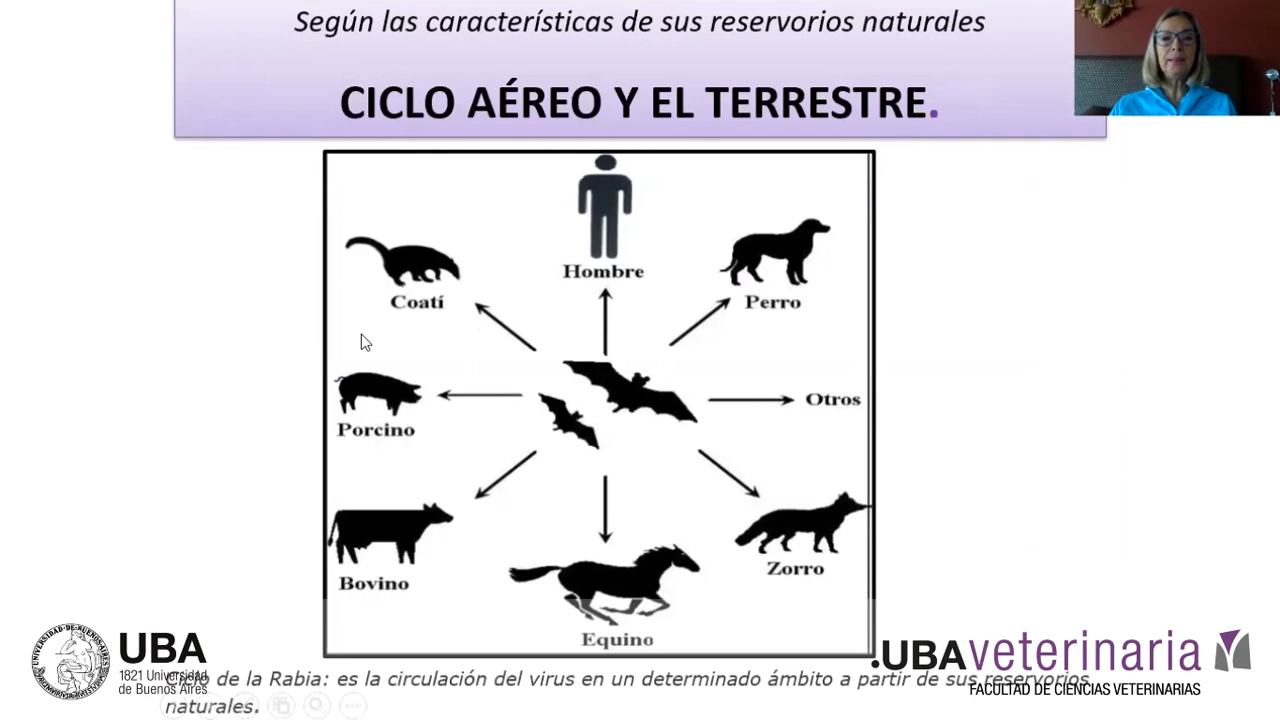 Según las características de sus reservorios naturales
CICLO AÉREO Y EL TERRESTRE.
Hombre
Coatí
Perro
Porcino
Otros
Bovino
Zorro
Equino
UBA
1821 Universidad
de Buenos Aires
.UBAveterinaria
FACULTAD DE CIENCIAS VETERINARIAS
Ciclo de la Rabia: es la circulación del virus en un determinado ámbito a partir de sus reservorios
naturales.